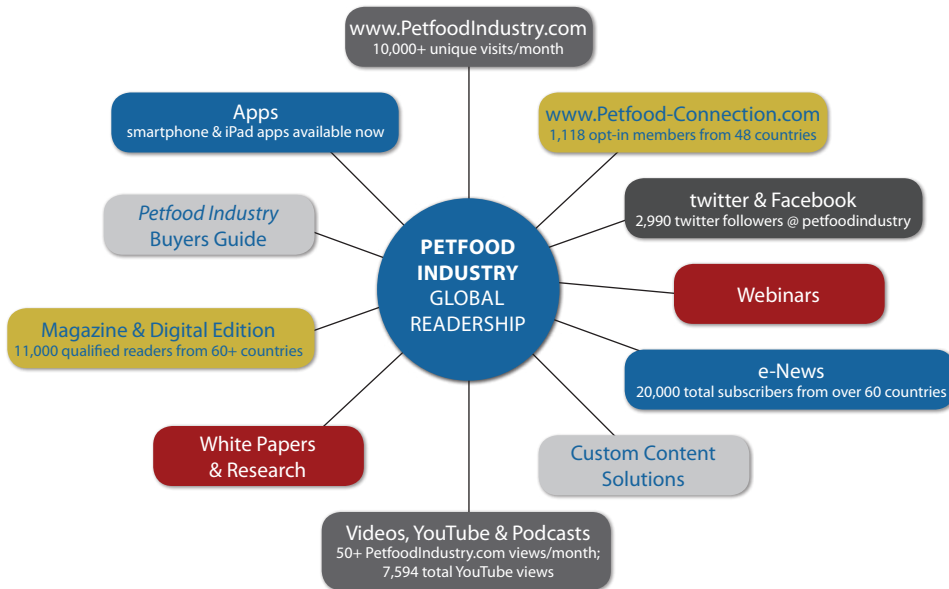 www.PetfoodIndustry.com
10,000+ unique visits/month
Apps
smartphone & iPad apps available now
www.Petfood-Connection.com
1,118 opt-in members from 48 countries
Petfood Industry
Buyers Guide
twitter & Facebook
2,990 twitter followers @ petfoodindustry
PETFOOD
INDUSTRY
GLOBAL
READERSHIP
Webinars
Magazine & Digital Edition
11,000 qualified readers from 60+ countries
e-News
20,000 total subscribers from over 60 countries
White Papers
& Research
Custom Content
Solutions
Videos, YouTube & Podcasts
50+ PetfoodIndustry.com views/month;
7,594 total YouTube views